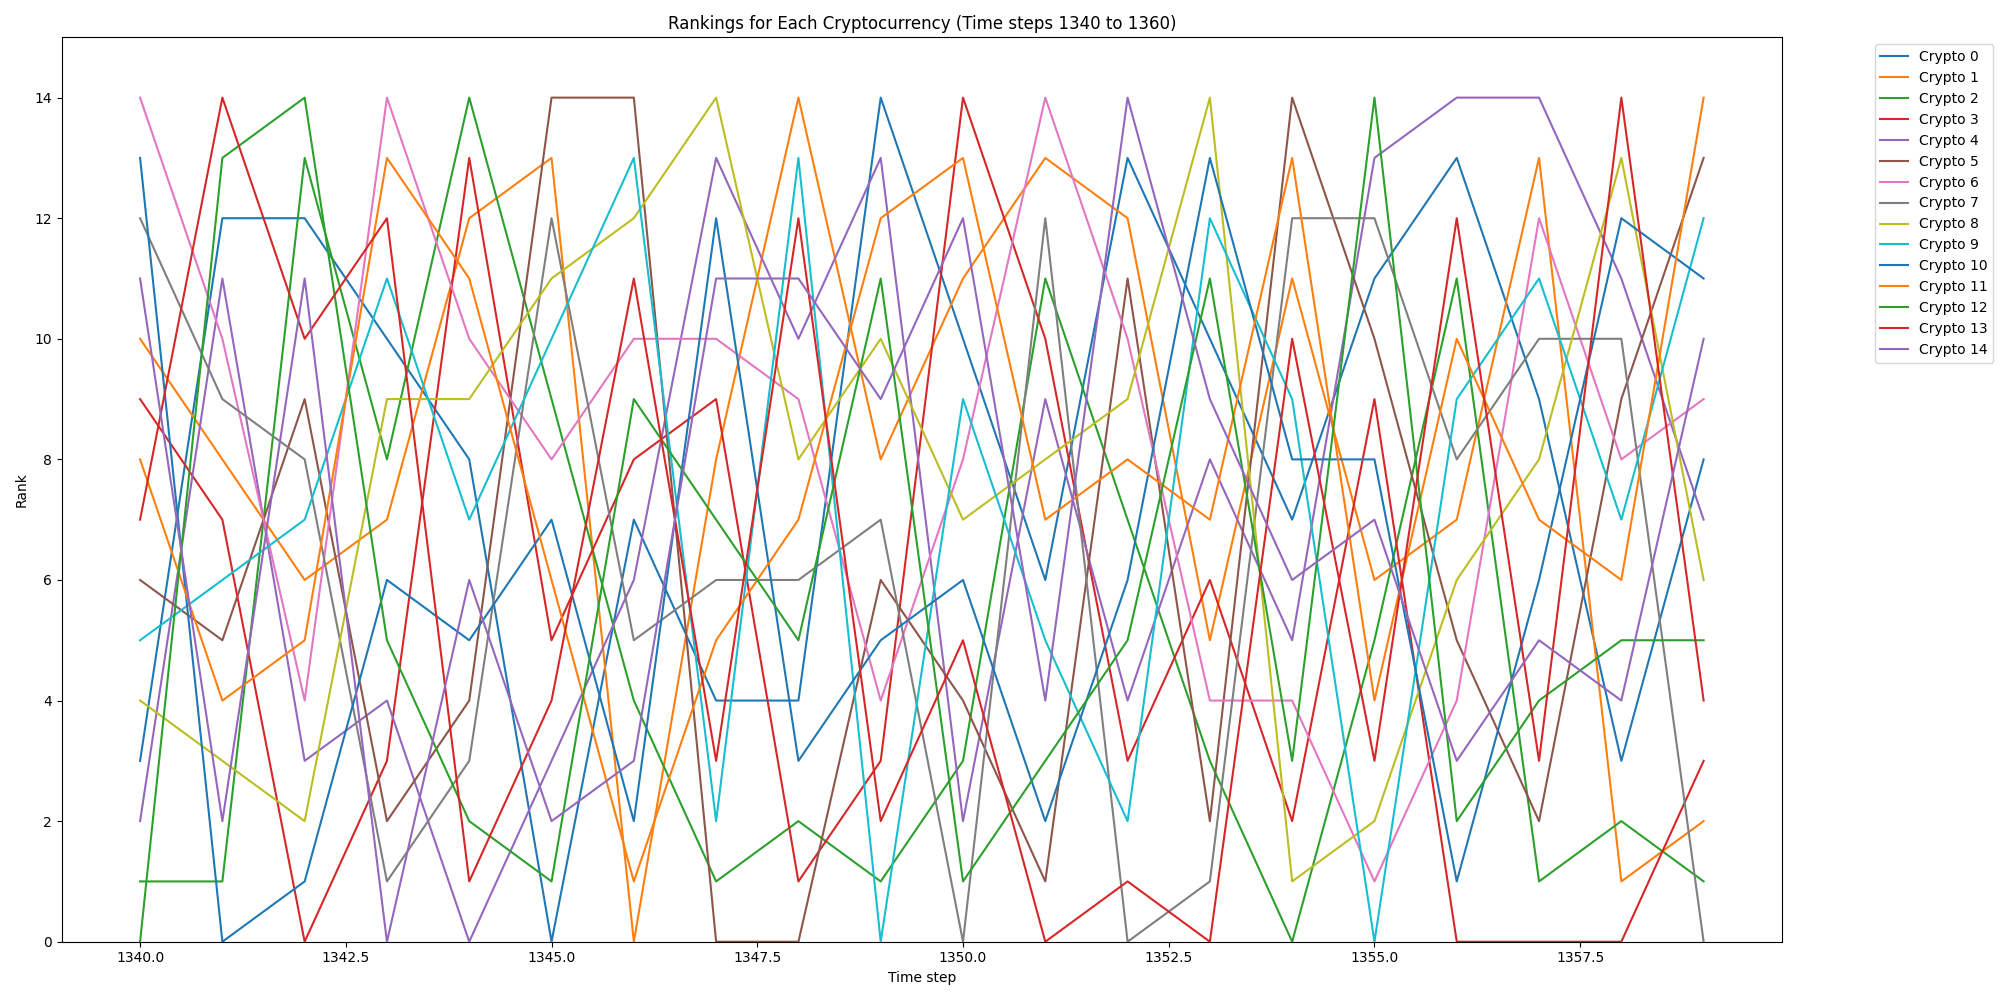 Rankings for Each Cryptocurrency (Time steps 1340 to 1360)
Rank
14
12
10
8
6
4
2
0
1340.0
1342.5
1345.0
1347.5
1350.0
1352.5
1355.0
1357.5
Time step
Crypto 0
Crypto 1
Crypto 2
Crypto 3
Crypto 4
Crypto 5
Crypto 6
Crypto 7
Crypto 8
Crypto 9
Crypto 10
Crypto 11
Crypto 12
Crypto 13
Crypto 14